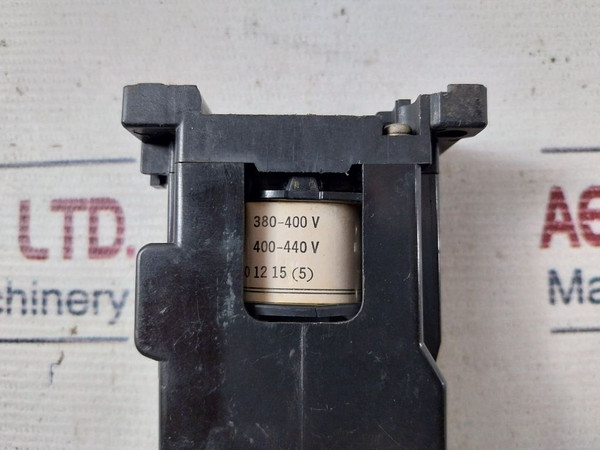 380-400 V
400-440 V
0 12 15 (5)
LTD.
chinery
A
Ma